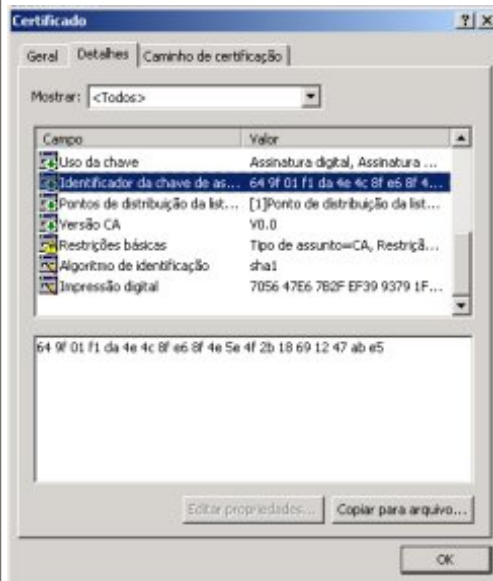 Certificado
Geral Detalhes Caminho de certificação
Mostrar: <Todos>
Campo Valor
Uso da chave Assinatura digital, Assinatura ...
Identificador da chave de as... 64 9f 01 f1 da 4e 4c 8f e6 8f 4...
Pontos de distribuição da list... [1]Ponto de distribuição da list...
Versão CA V0.0
Restrições básicas Tipo de assunto=CA, Restriçã...
Algoritmo de identificação sha1
Impressão digital 7056 47E6 7B2F EF39 9379 1F...
64 9f 01 f1 da 4e 4c 8f e6 8f 4e 5e 4f 2b 18 69 12 47 ab e5
Editar propriedades... Copiar para arquivo...
OK